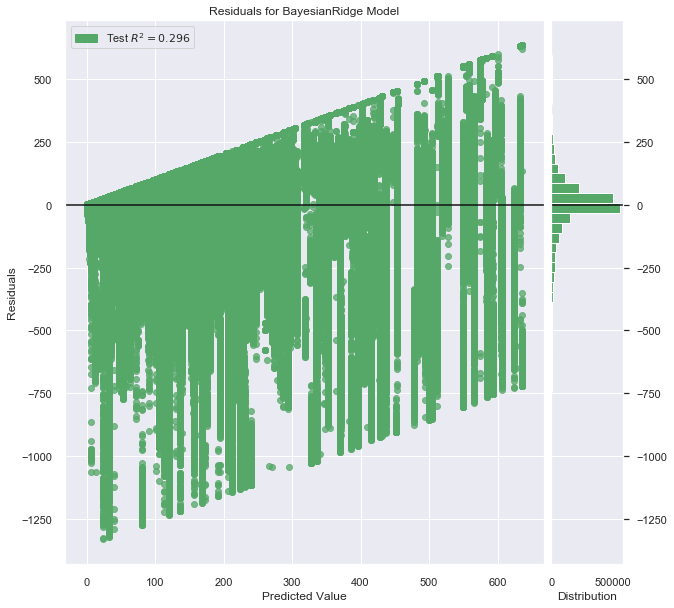 Residuals for BayesianRidge Model
Test R² = 0.296
Residuals
500
250
0
−250
−500
−750
−1000
−1250
0 100 200 300 400 500 600
Predicted Value
500
250
0
−250
−500
−750
−1000
−1250
0 500000
Distribution